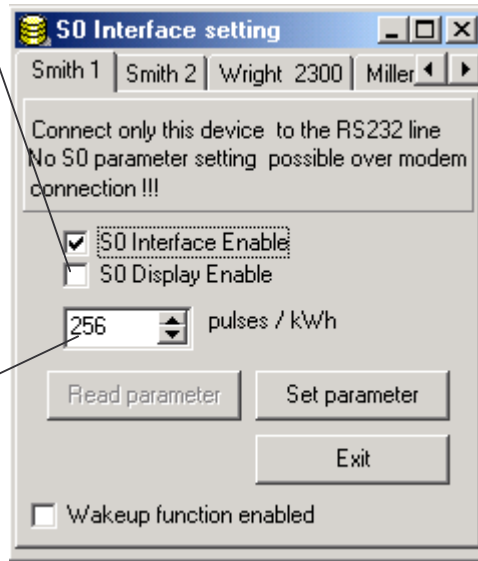 S0 Interface setting
Smith 1 Smith 2 Wright 2300 Miller
Connect only this device to the RS232 line
No S0 parameter setting possible over modem
connection !!!
S0 Interface Enable
S0 Display Enable
256 pulses / kWh
Read parameter Set parameter
Exit
Wakeup function enabled